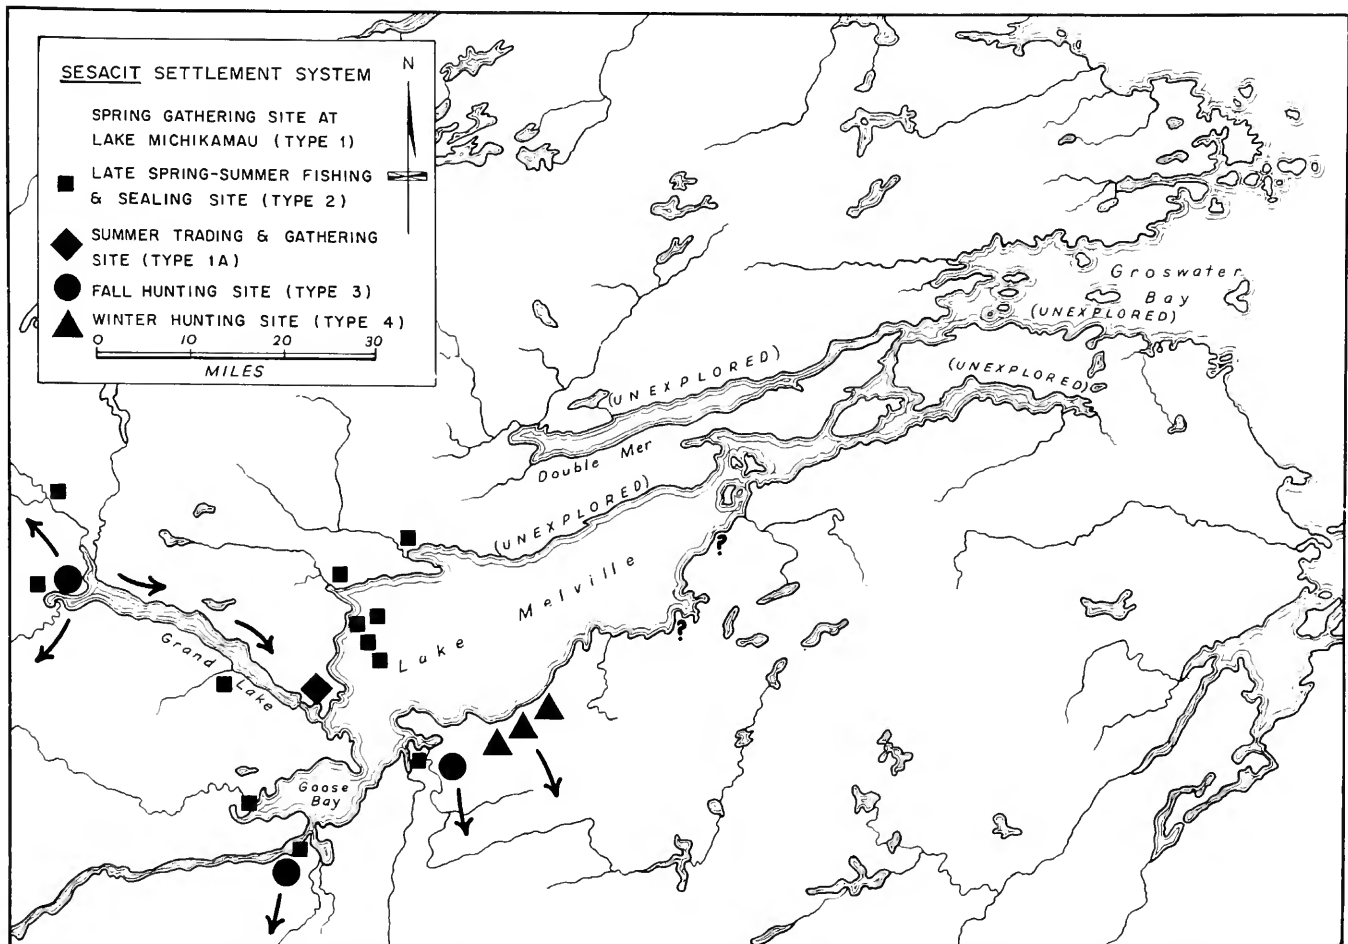 SESACIT SETTLEMENT SYSTEM
N
SPRING GATHERING SITE AT
LAKE MICHIKAMAU (TYPE 1)
LATE SPRING-SUMMER FISHING
& SEALING SITE (TYPE 2)
SUMMER TRADING & GATHERING
SITE (TYPE 1A)
FALL HUNTING SITE (TYPE 3)
WINTER HUNTING SITE (TYPE 4)
0 10 20 30
MILES
Groswater
Bay
(UNEXPLORED)
(UNEXPLORED)
(UNEXPLORED)
Double Mer
(UNEXPLORED)
?
Lake Melville
?
Grand
Lake
Goose
Bay